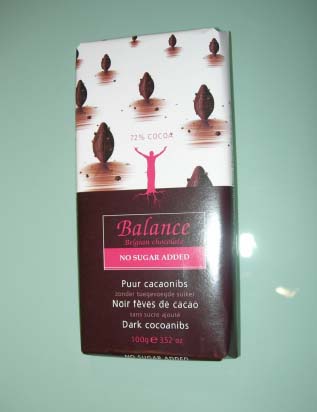 72% COCOA
Balance
Belgian chocolate
NO SUGAR ADDED
Puur cacaonibs
zonder toegevoegde suiker
Noir fèves de cacao
sans sucre ajouté
Dark cocoanibs
100g e 3.52 oz
NO SUGAR ADDED